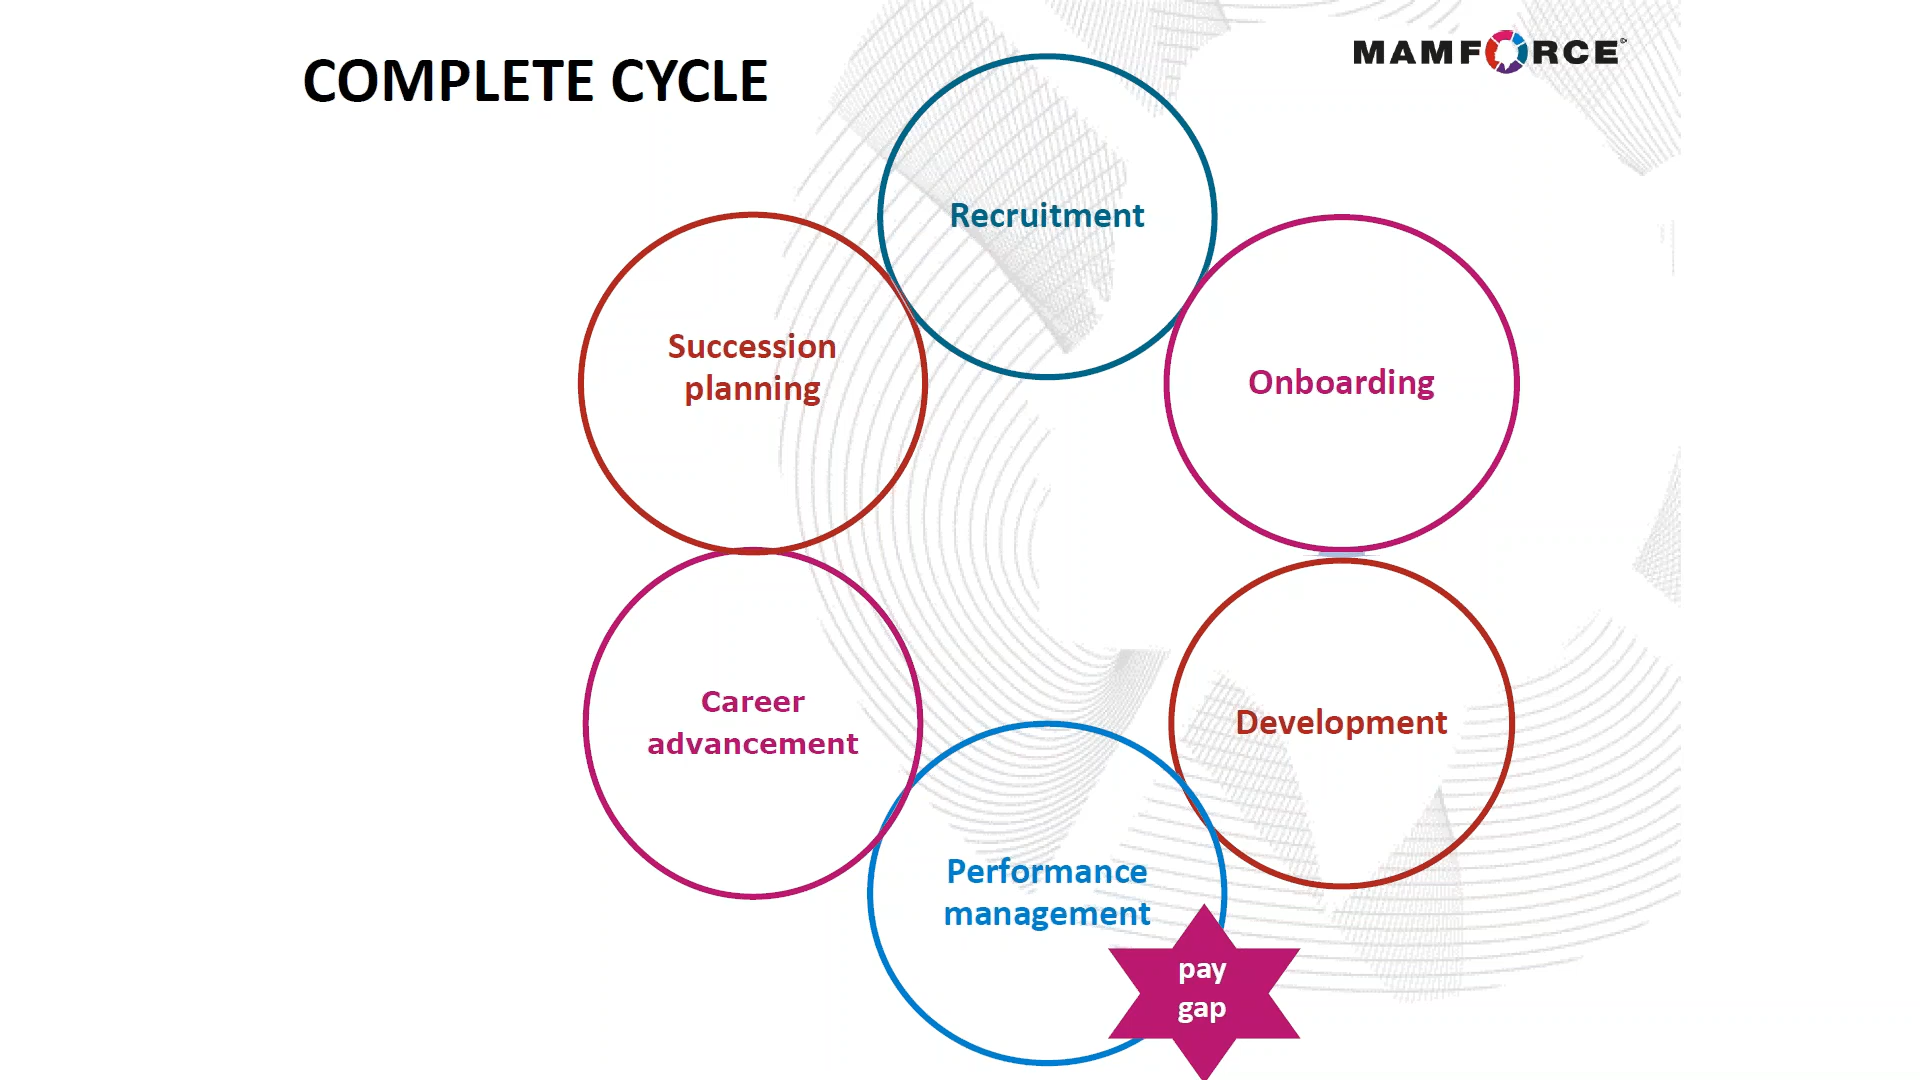 COMPLETE CYCLE
MAMFORCE
Recruitment
Onboarding
Development
Performance
management
pay
gap
Career
advancement
Succession
planning